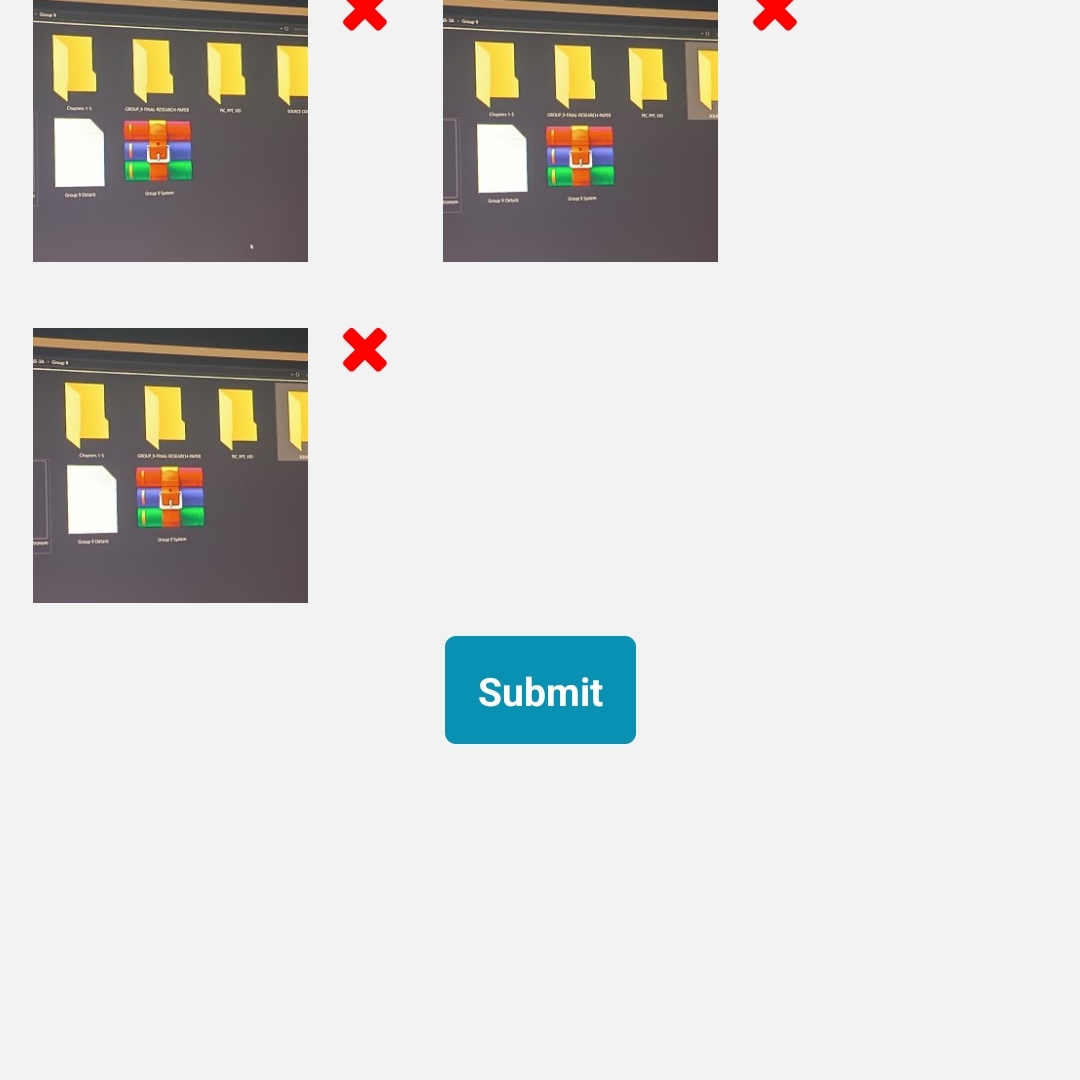 Group 9
Chapters 1-5
GROUP_9-FINAL-RESEARCH-PAPER
PIC, PPT, VID
SOURCE CO
Group 9 Details
Group 9 System
Group 9
Chapters 1-5
GROUP_9-FINAL-RESEARCH-PAPER
PIC, PPT, VID
Group 9 Details
Group 9 System
Group 9
Chapters 1-5
GROUP_9-FINAL-RESEARCH-PAPER
PIC, PPT, VID
Group 9 Details
Group 9 System
Submit